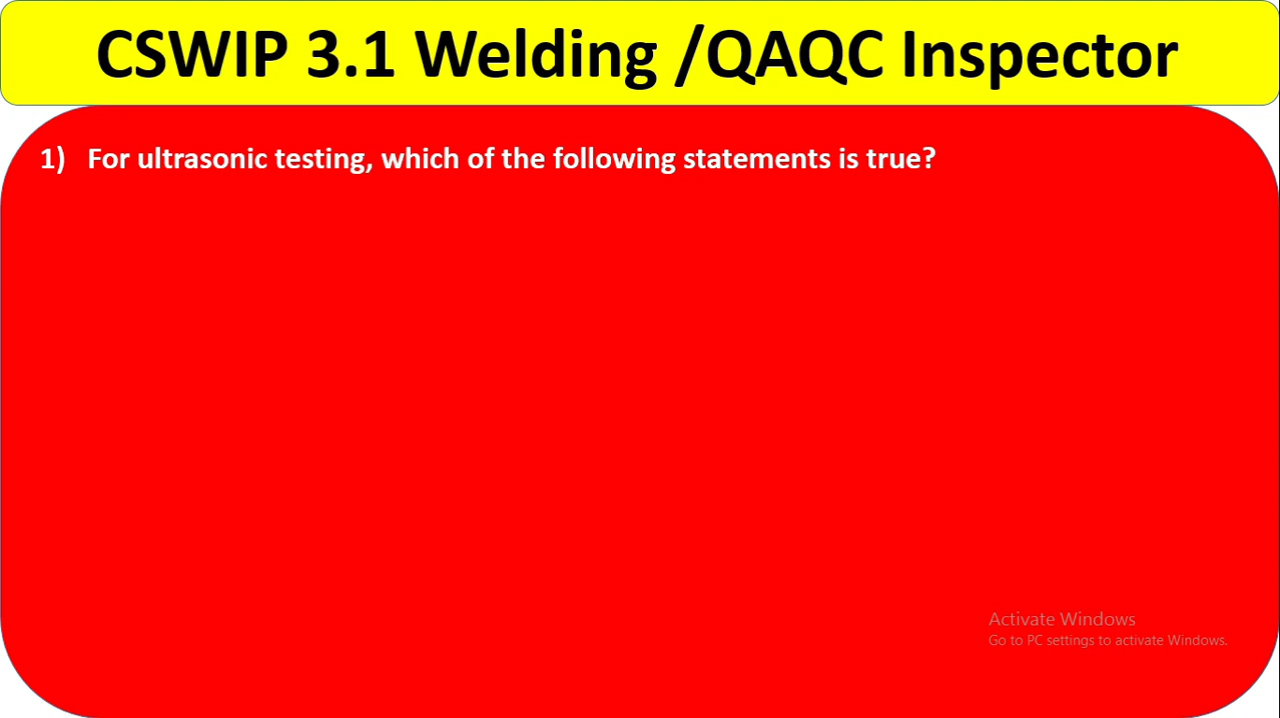 CSWIP 3.1 Welding /QAQC Inspector
1) For ultrasonic testing, which of the following statements is true?
Activate Windows
Go to PC settings to activate Windows.